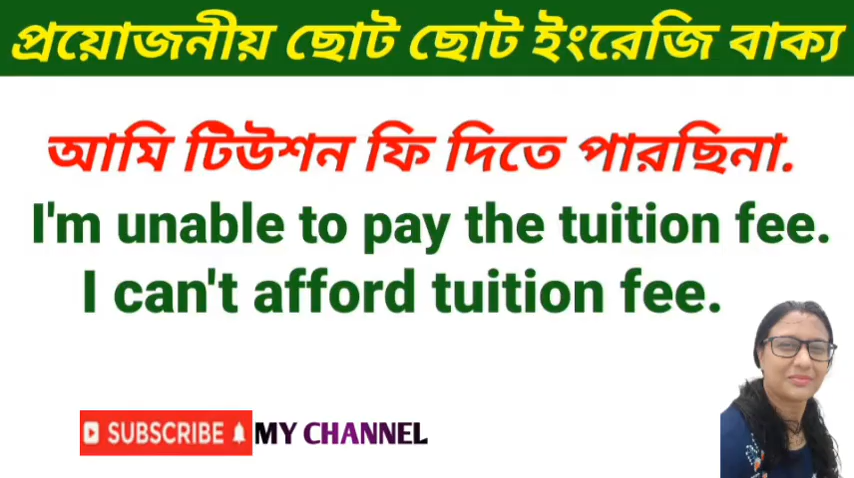 প্রয়োজনীয় ছোট ছোট ইংরেজি বাক্য
আমি টিউশন ফি দিতে পারছিনা.
I'm unable to pay the tuition fee.
I can't afford tuition fee.
SUBSCRIBE MY CHANNEL